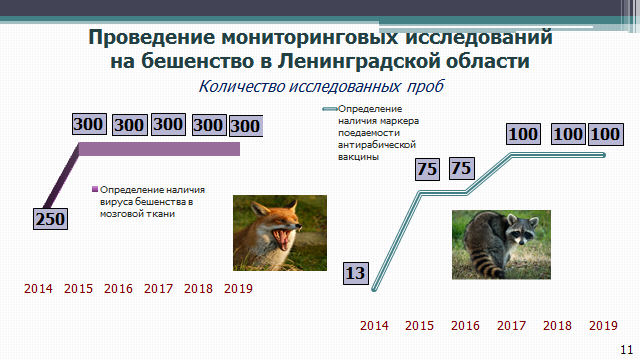 Проведение мониторинговых исследований
на бешенство в Ленинградской области
Количество исследованных проб
300 300 300 300 300
250
Определение наличия
вируса бешенства в
мозговой ткани
2014 2015 2016 2017 2018 2019
Определение
наличия маркера
поедаемости
антирабической
вакцины
100 100 100
75 75
13
2014 2015 2016 2017 2018 2019
11